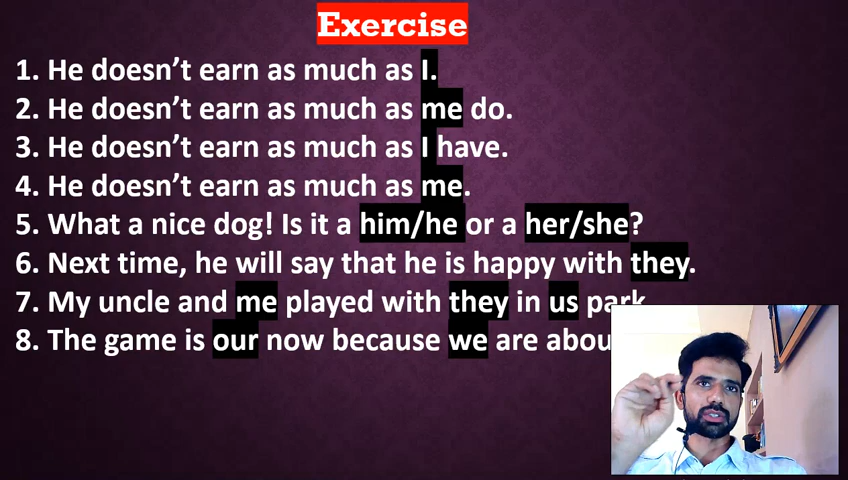 Exercise
1. He doesn't earn as much as I.
2. He doesn't earn as much as me do.
3. He doesn't earn as much as I have.
4. He doesn't earn as much as me.
5. What a nice dog! Is it a him/he or a her/she?
6. Next time, he will say that he is happy with they.
7. My uncle and me played with they in us park
8. The game is our now because we are abou